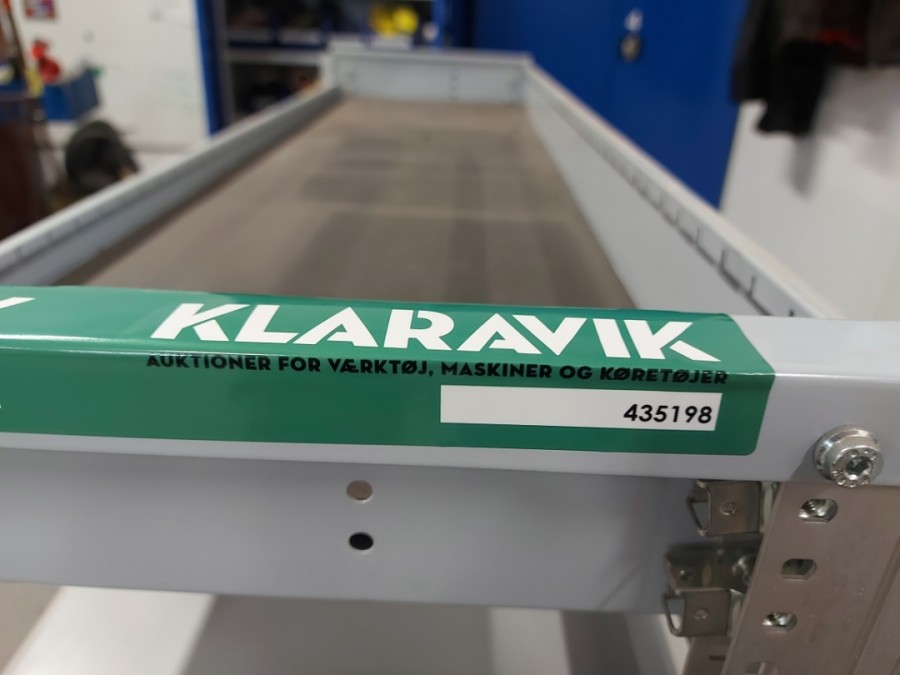 KLARAVIK
AUKTIONER FOR VÆRKTØJ, MASKINER OG KØRETØJER
435198